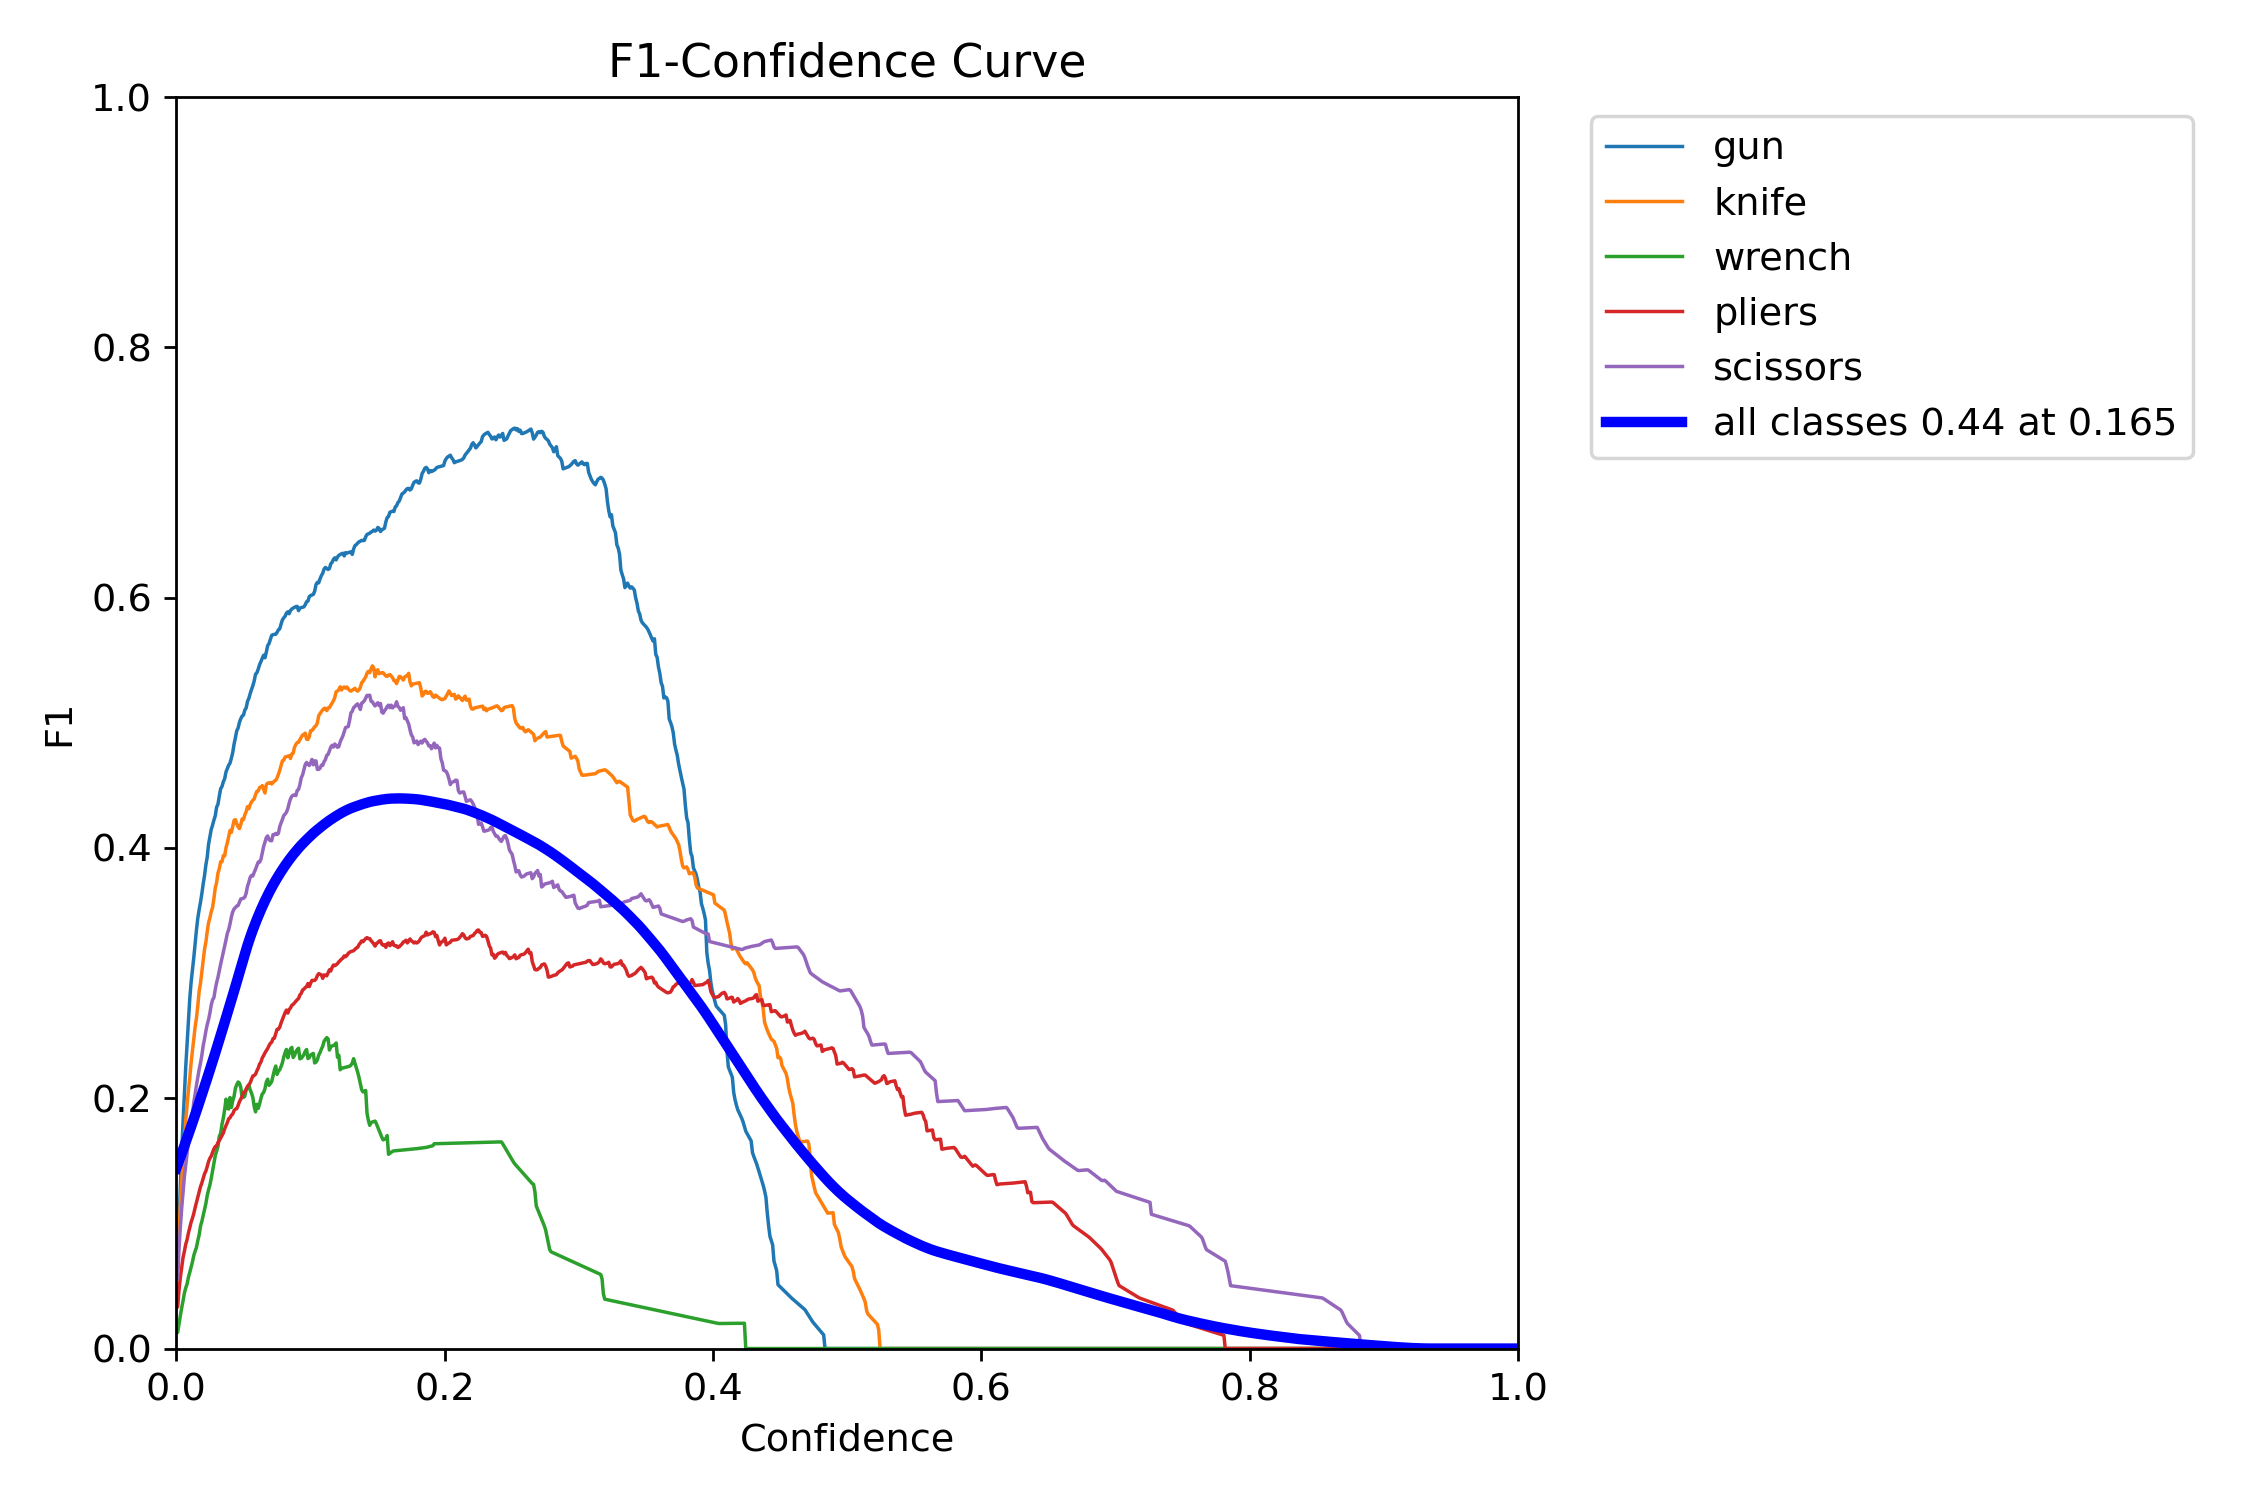 F1-Confidence Curve
1.0
0.8
0.6
0.4
0.2
0.0
F1
0.0 0.2 0.4 0.6 0.8 1.0
Confidence
gun
knife
wrench
pliers
scissors
all classes 0.44 at 0.165